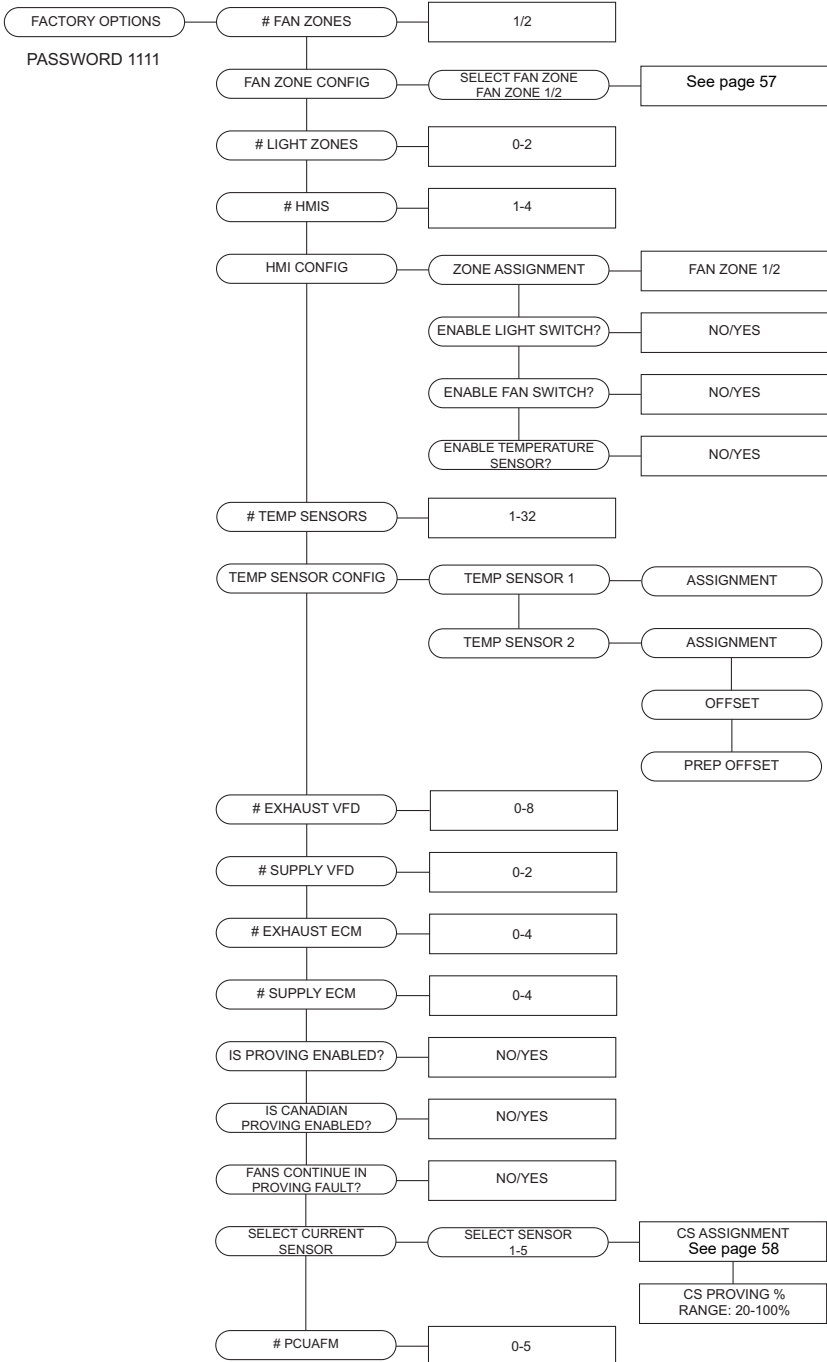 FACTORY OPTIONS
PASSWORD 1111
# FAN ZONES
1/2
FAN ZONE CONFIG
SELECT FAN ZONE
FAN ZONE 1/2
See page 57
# LIGHT ZONES
0-2
# HMIS
1-4
HMI CONFIG
ZONE ASSIGNMENT
FAN ZONE 1/2
ENABLE LIGHT SWITCH?
NO/YES
ENABLE FAN SWITCH?
NO/YES
ENABLE TEMPERATURE
SENSOR?
NO/YES
# TEMP SENSORS
1-32
TEMP SENSOR CONFIG
TEMP SENSOR 1
ASSIGNMENT
TEMP SENSOR 2
ASSIGNMENT
OFFSET
PREP OFFSET
# EXHAUST VFD
0-8
# SUPPLY VFD
0-2
# EXHAUST ECM
0-4
# SUPPLY ECM
0-4
IS PROVING ENABLED?
NO/YES
IS CANADIAN
PROVING ENABLED?
NO/YES
FANS CONTINUE IN
PROVING FAULT?
NO/YES
SELECT CURRENT
SENSOR
SELECT SENSOR
1-5
CS ASSIGNMENT
See page 58
CS PROVING %
RANGE: 20-100%
# PCUAFM
0-5